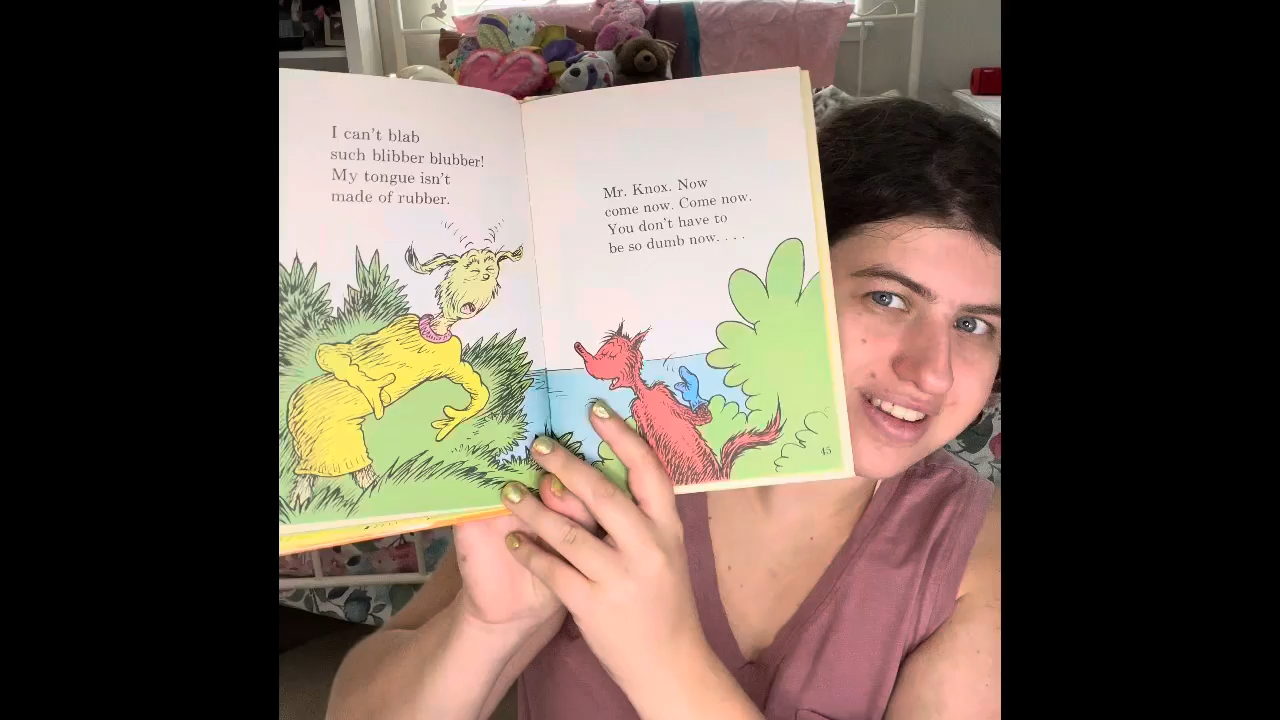 I can't blab
such blibber blubber!
My tongue isn't
made of rubber.
Mr. Knox. Now
come now. Come now.
You don't have to
be so dumb now. . . .
45